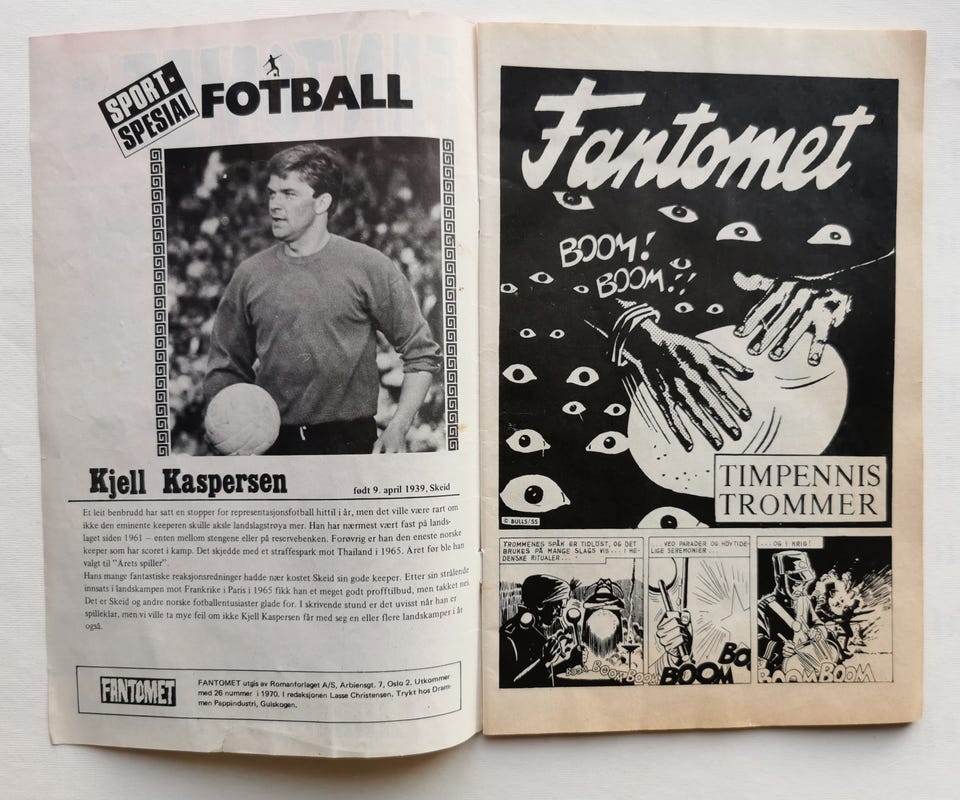 SPORT-
SPESIAL
FOTBALL
Kjell Kaspersen
født 9. april 1939, Skeid
Et leit benbrudd har satt en stopper for representasjonsfotball hittil i år, men det ville være rart om
ikke den eminente keeperen skulle aksle landslagstrøya mer. Han har nærmest vært fast på lands-
laget siden 1961 – enten mellom stengene eller på reservebenken. Forøvrig er han den eneste norske
keeper som har scoret i kamp. Det skjedde med et straffespark mot Thailand i 1965. Året før ble han
valgt til "Årets spiller".
Hans mange fantastiske reaksjonsredninger hadde nær kostet Skeid sin gode keeper. Etter sin strålende
innsats i landskampen mot Frankrike i Paris i 1965 fikk han et meget godt profftilbud, men takket nei.
Det er Skeid og andre norske fotballentusiaster glade for. I skrivende stund er det uvisst når han er
spilleklar, men vi ville ta mye feil om ikke Kjell Kaspersen får med seg en eller flere landskamper i år
også.
FANTOMET
FANTOMET utgis av Romanforlaget A/S, Arbiensgt. 7, Oslo 2. Utkommer
med 26 nummer i 1970. I redaksjonen Lasse Christensen. Trykt hos Dram-
men Pappindustri, Gulskogen.
Fantomet
BOOM!
BOOM!!
TIMPENNIS
TROMMER
© BULLS/55
TROMMENES SPÅK ER TIDLØST, OG DET
BRUKES PÅ MANGE SLAGS VIS... I HE-
DENSKE RITUALER...
BOOM BOOM BOOM
...VED PARADER OG HØYTIDE-
LIGE SEREMONIER...
BOOM
BOOM
...OG I KRIG!
BOOM BOOM